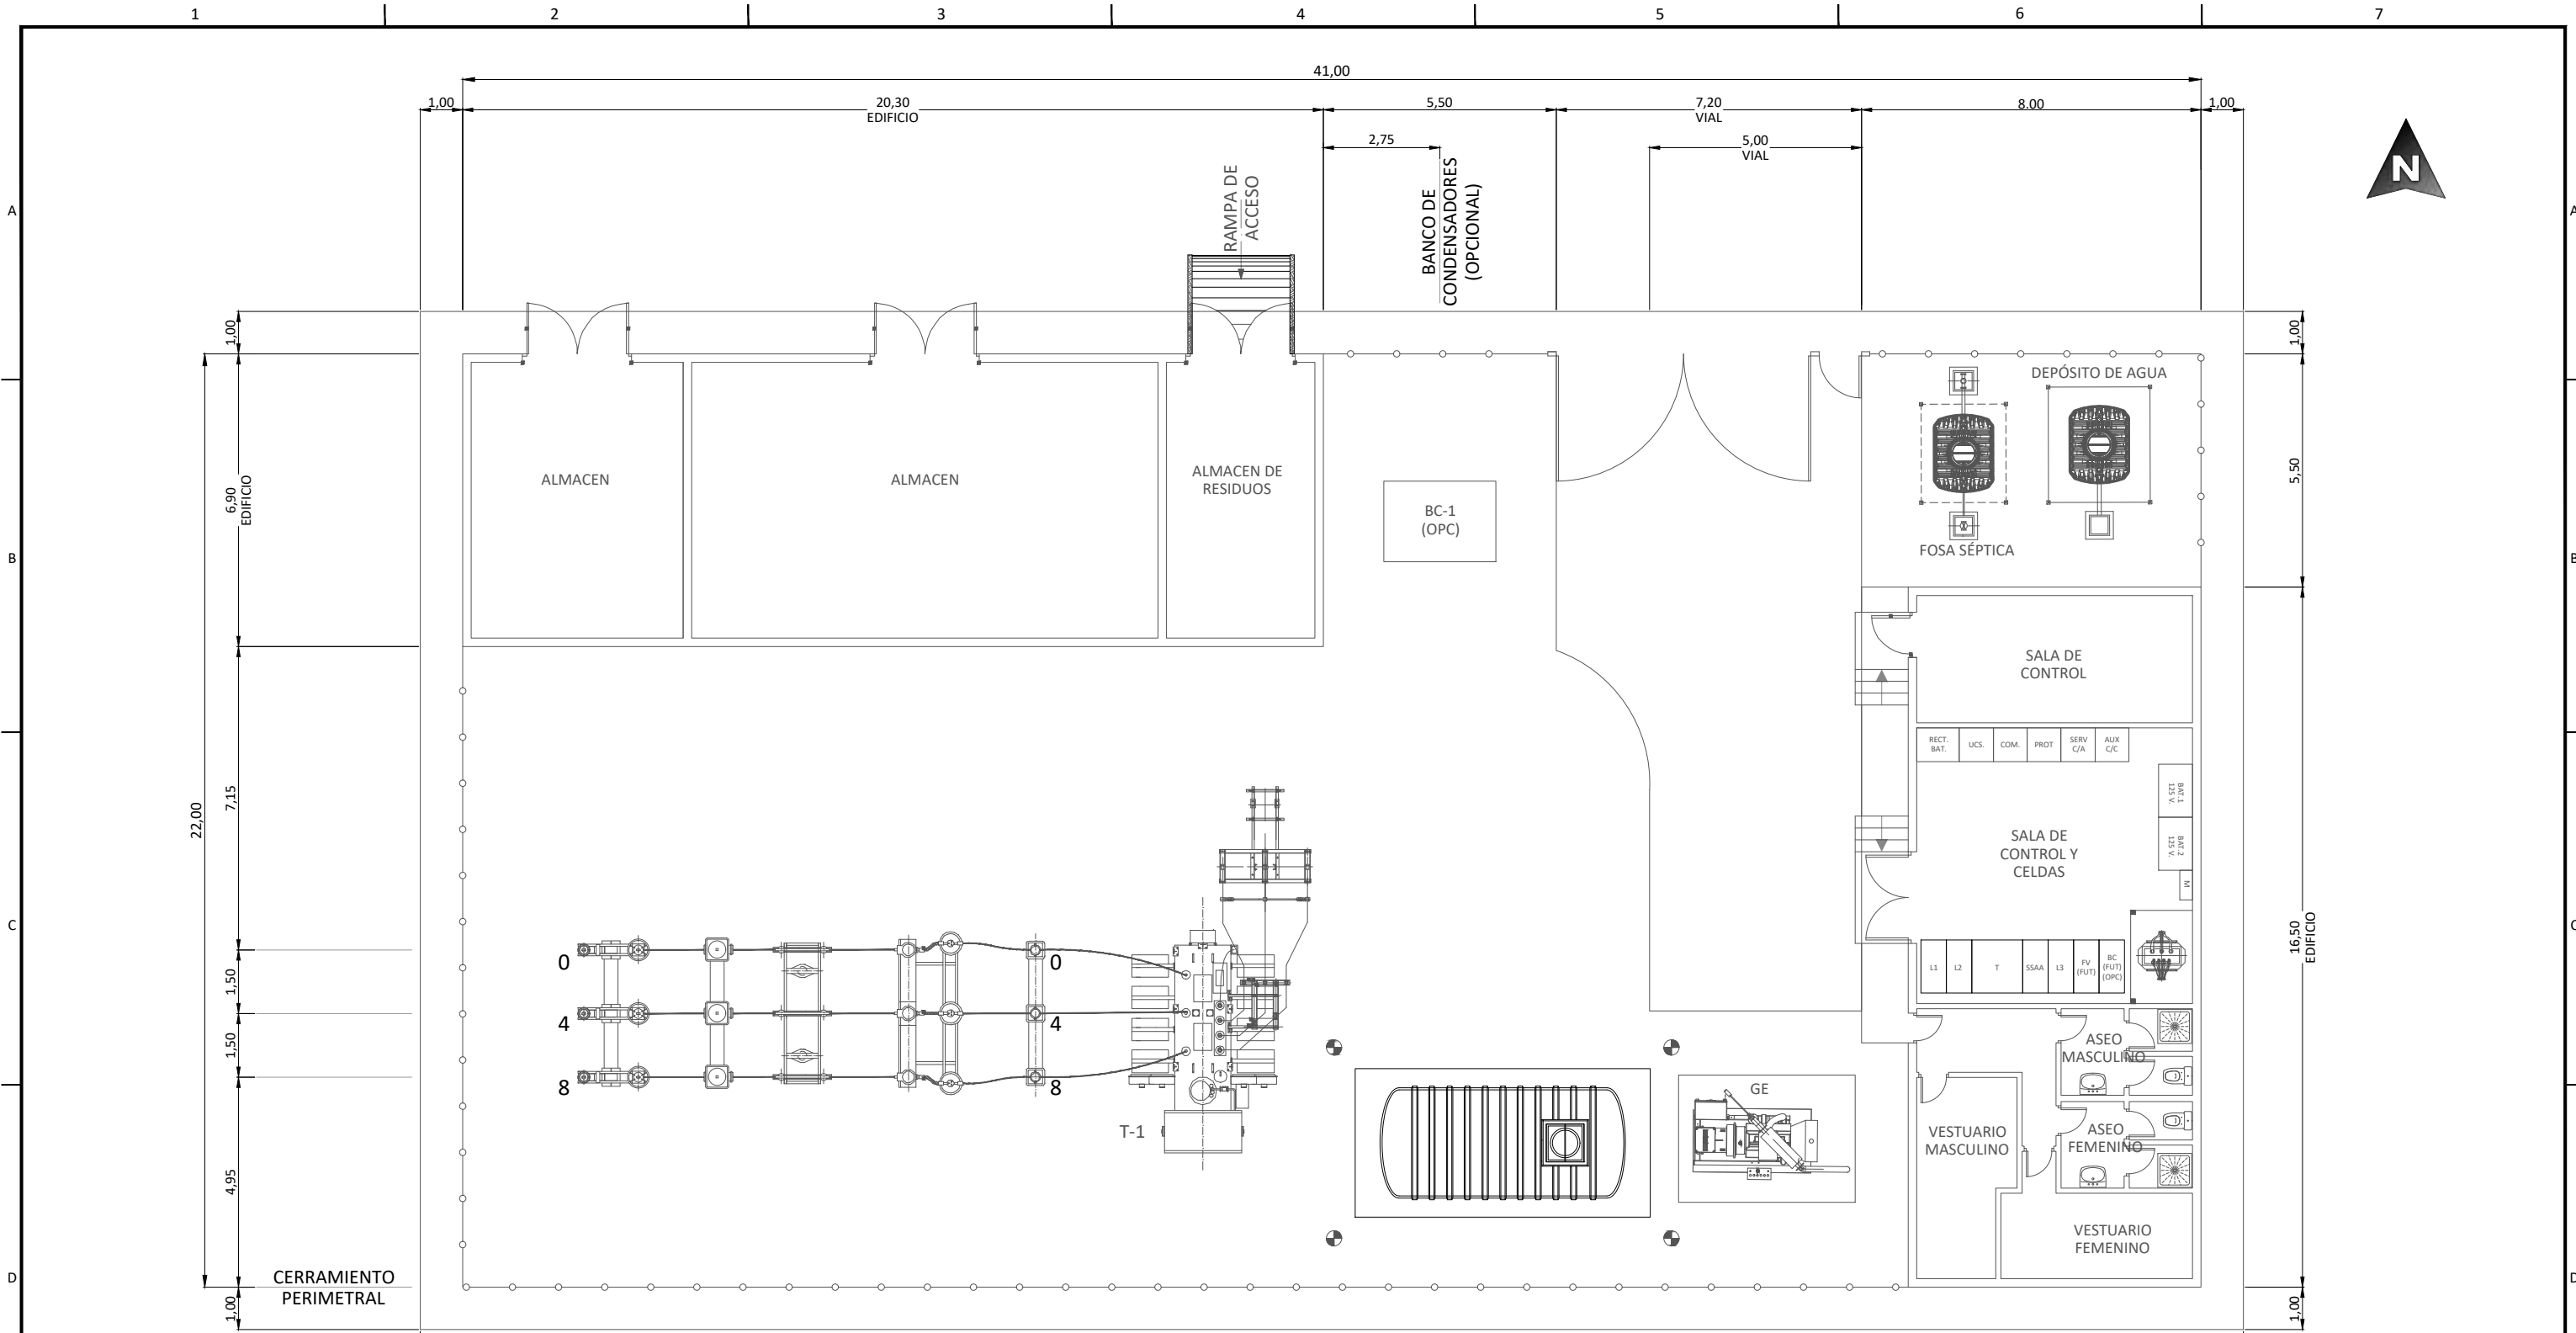 1 2 3 4 5 6 7
41,00
1,00 20,30 5,50 7,20 8.00 1,00
EDIFICIO VIAL
2,75 5,00
VIAL
N
A A
RAMPA DE
ACCESO
BANCO DE
CONDENSADORES
(OPCIONAL)
1,00 1,00
DEPÓSITO DE AGUA
ALMACEN
ALMACEN
ALMACEN DE
RESIDUOS
6,90
EDIFICIO
5,50
BC-1
(OPC)
FOSA SÉPTICA
B B
SALA DE
CONTROL
RECT.
BAT.
UCS.
COM.
PROT
SERV
C/A
AUX
C/C
BAT.1
125 V.
BAT.2
125 V.
M
22,00
7,15
SALA DE
CONTROL Y
CELDAS
C C
16,50
EDIFICIO
0 0
4 4
8 8
1,50
1,50
4,95
L1
L2
T
SSAA
L3
FV
(FUT)
BC
(FUT)
(OPC)
ASEO
MASCULINO
GE
T-1
VESTUARIO
MASCULINO
ASEO
FEMENINO
VESTUARIO
FEMENINO
D D
CERRAMIENTO
PERIMETRAL
1,00 1,00